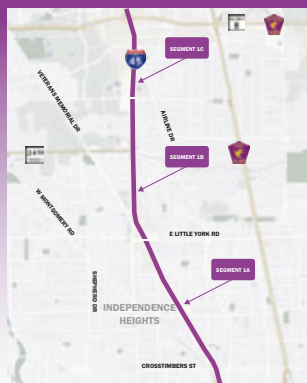 SEGMENT 1C
45
VETERANS MEMORIAL DR
AIRLINE DR
SEGMENT 1B
W MONTGOMERY RD
E LITTLE YORK RD
SEGMENT 1A
SHEPHERD DR
INDEPENDENCE
HEIGHTS
CROSSTIMBERS ST